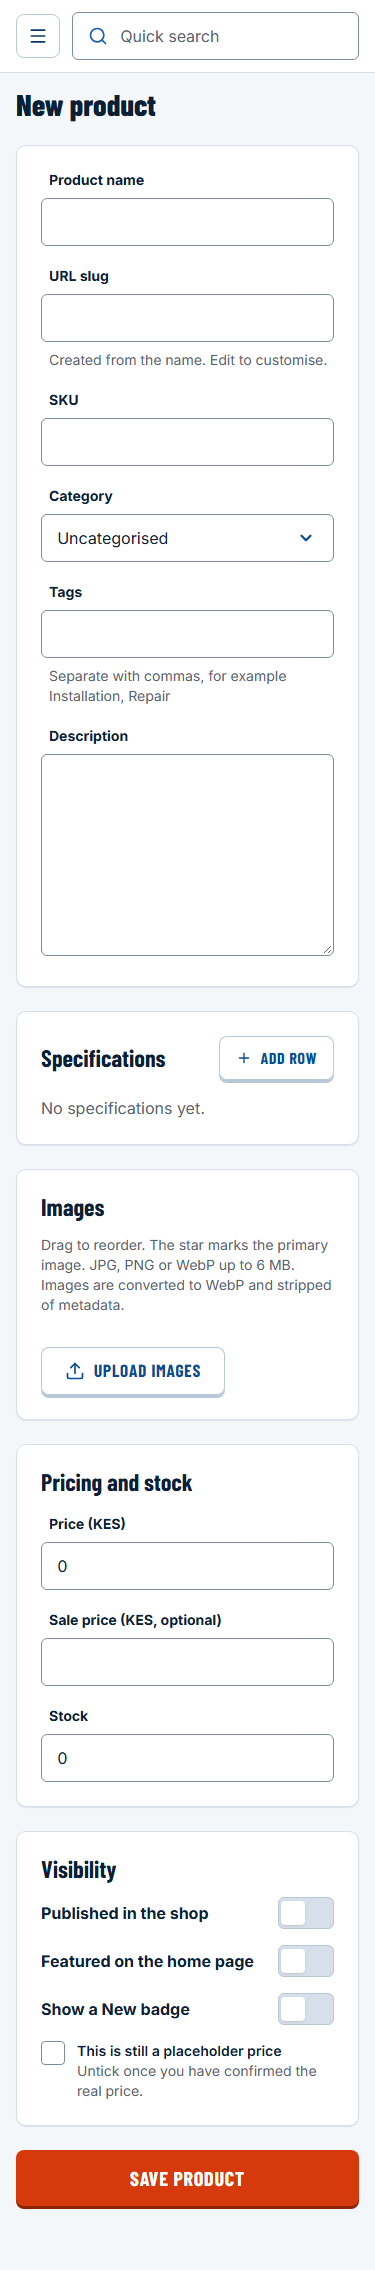 Quick search
New product
Product name
URL slug
Created from the name. Edit to customise.
SKU
Category
Uncategorised
Tags
Separate with commas, for example
Installation, Repair
Description
Specifications
ADD ROW
No specifications yet.
Images
Drag to reorder. The star marks the primary
image. JPG, PNG or WebP up to 6 MB.
Images are converted to WebP and stripped
of metadata.
UPLOAD IMAGES
Pricing and stock
Price (KES)
0
Sale price (KES, optional)
Stock
0
Visibility
Published in the shop
Featured on the home page
Show a New badge
This is still a placeholder price
Untick once you have confirmed the
real price.
SAVE PRODUCT